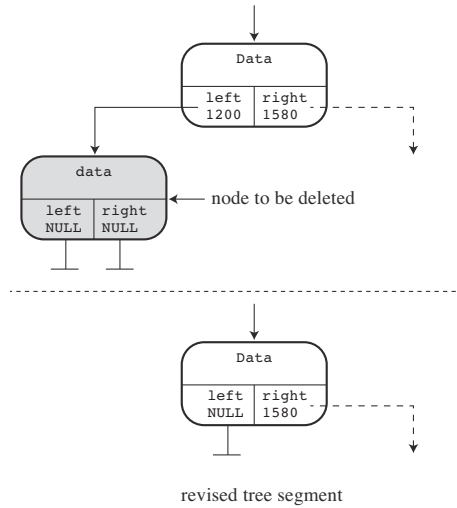 Data
left right
1200 1580
data
node to be deleted
left right
NULL NULL
Data
left right
NULL 1580
revised tree segment